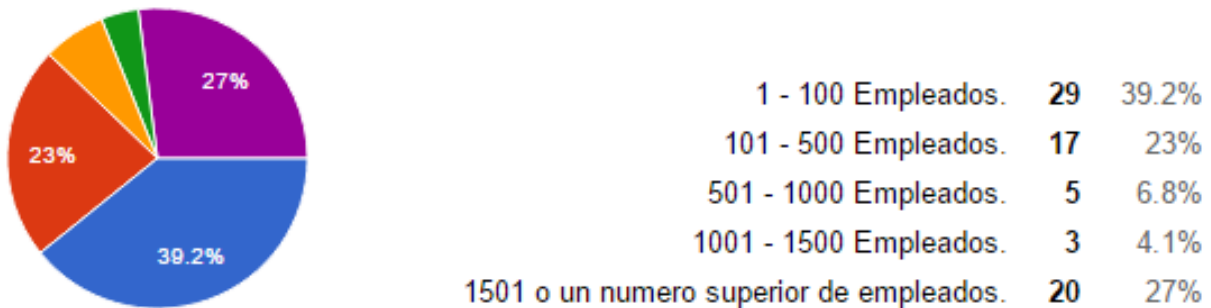 27%
23%
39.2%
1 - 100 Empleados. 29 39.2%
101 - 500 Empleados. 17 23%
501 - 1000 Empleados. 5 6.8%
1001 - 1500 Empleados. 3 4.1%
1501 o un numero superior de empleados. 20 27%